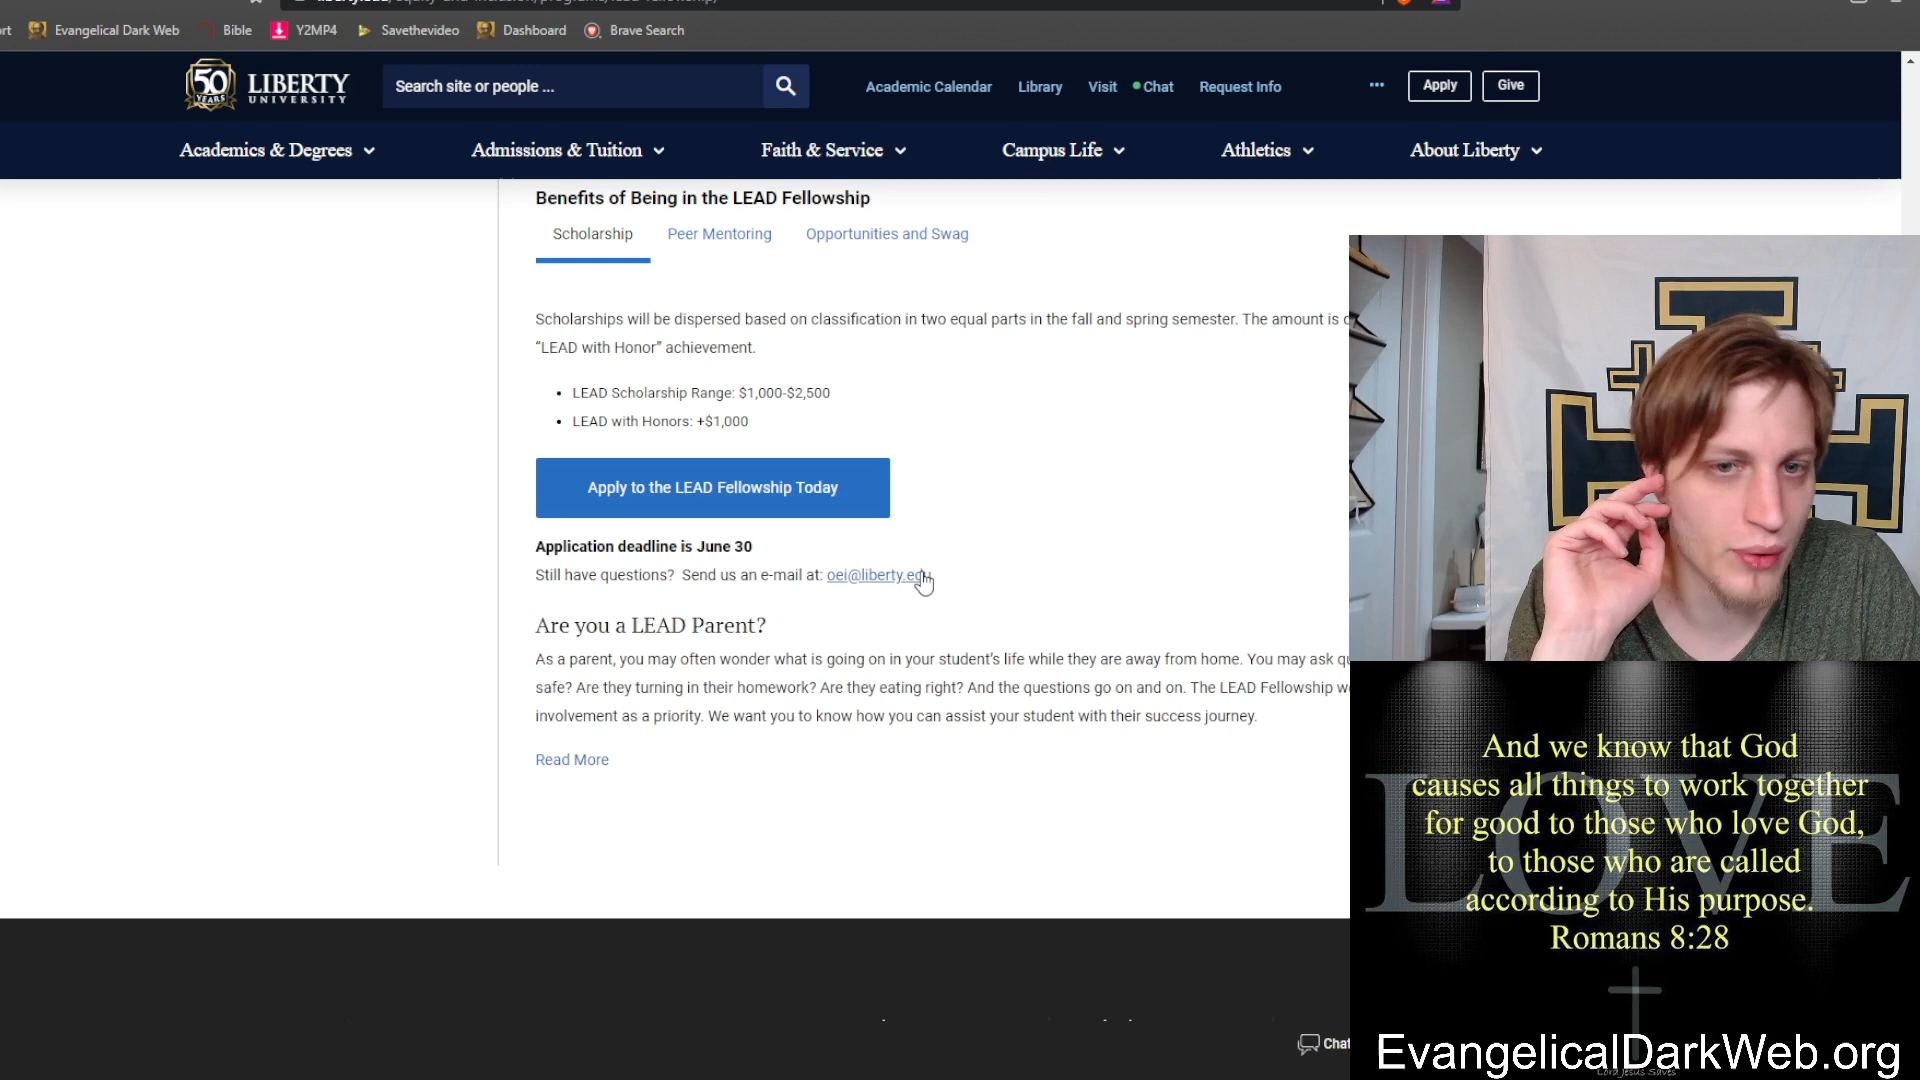 Evangelical Dark Web
Bible
Y2MP4
Savethevideo
Dashboard
Brave Search
50 YEARS
LIBERTY
UNIVERSITY
Search site or people ...
Academic Calendar
Library
Visit
Chat
Request Info
...
Apply
Give
Academics & Degrees
Admissions & Tuition
Faith & Service
Campus Life
Athletics
About Liberty
Benefits of Being in the LEAD Fellowship
Scholarship
Peer Mentoring
Opportunities and Swag
Scholarships will be dispersed based on classification in two equal parts in the fall and spring semester. The amount is
“LEAD with Honor” achievement.
• LEAD Scholarship Range: $1,000-$2,500
• LEAD with Honors: +$1,000
Apply to the LEAD Fellowship Today
Application deadline is June 30
Still have questions? Send us an e-mail at: oei@liberty.edu
Are you a LEAD Parent?
As a parent, you may often wonder what is going on in your student's life while they are away from home. You may ask
safe? Are they turning in their homework? Are they eating right? And the questions go on and on. The LEAD Fellowship
involvement as a priority. We want you to know how you can assist your student with their success journey.
Read More
Chat
LOVE
And we know that God
causes all things to work together
for good to those who love God,
to those who are called
according to His purpose.
Romans 8:28
EvangelicalDarkWeb.org
Lord Jesus Saves